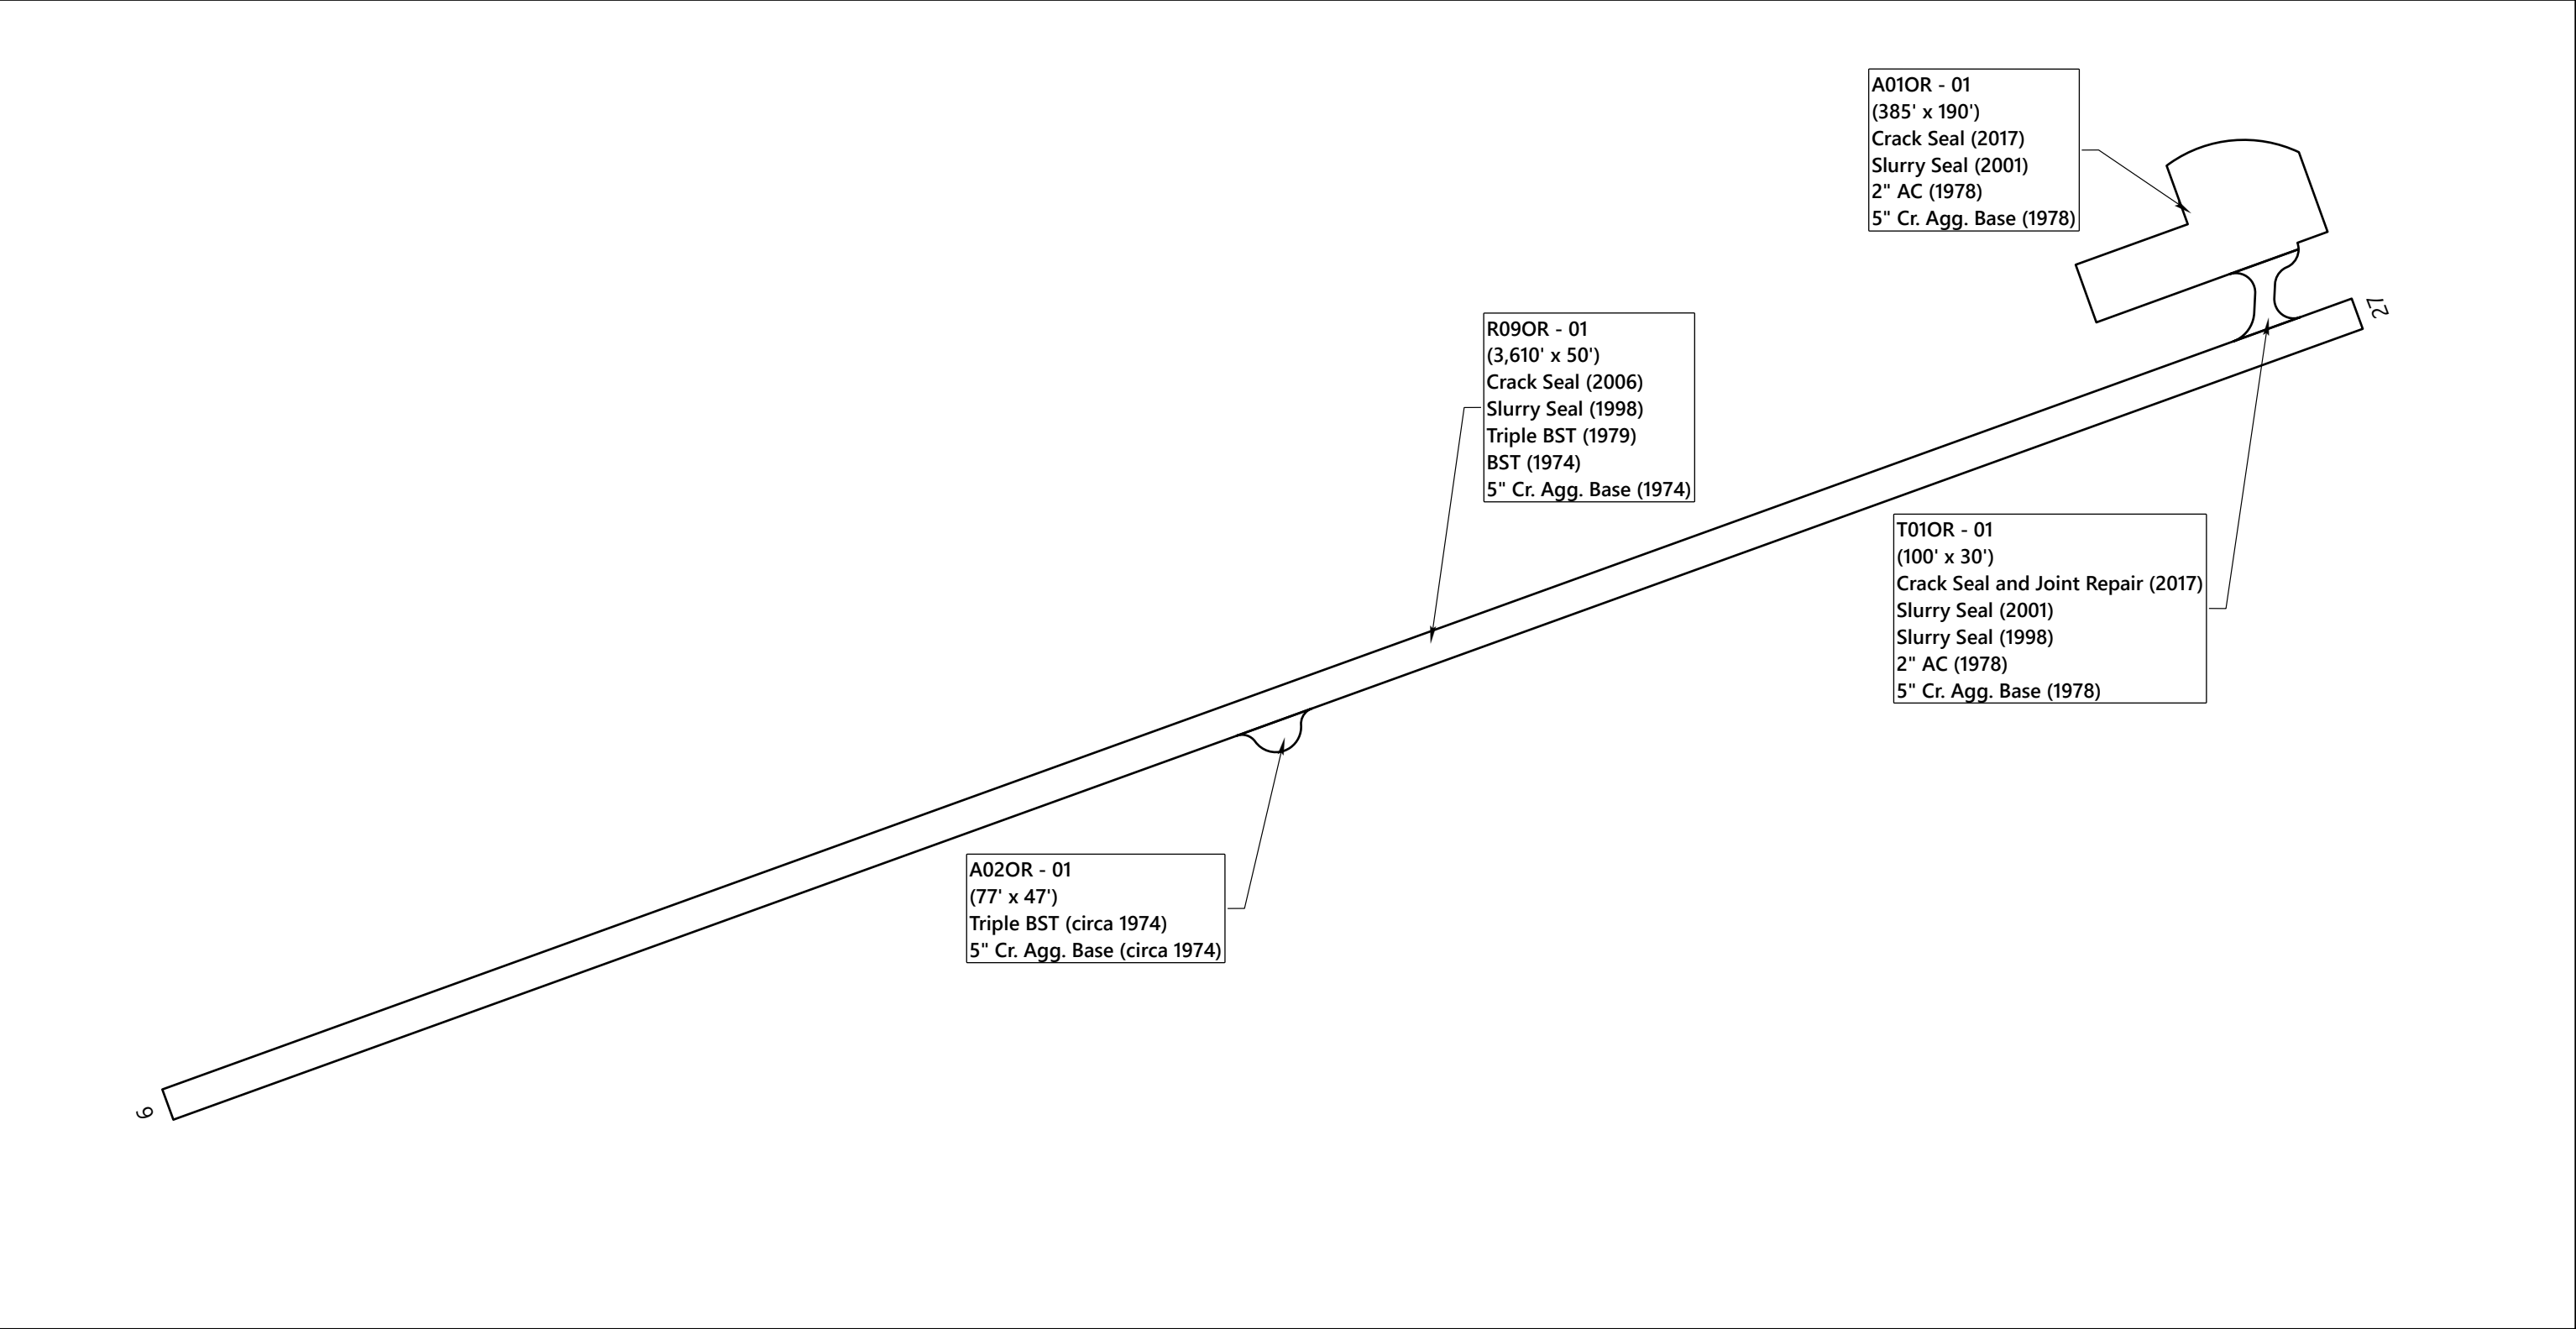 A01OR - 01
(385' x 190')
Crack Seal (2017)
Slurry Seal (2001)
2" AC (1978)
5" Cr. Agg. Base (1978)
27
R09OR - 01
(3,610' x 50')
Crack Seal (2006)
Slurry Seal (1998)
Triple BST (1979)
BST (1974)
5" Cr. Agg. Base (1974)
T01OR - 01
(100' x 30')
Crack Seal and Joint Repair (2017)
Slurry Seal (2001)
Slurry Seal (1998)
2" AC (1978)
5" Cr. Agg. Base (1978)
A02OR - 01
(77' x 47')
Triple BST (circa 1974)
5" Cr. Agg. Base (circa 1974)
9